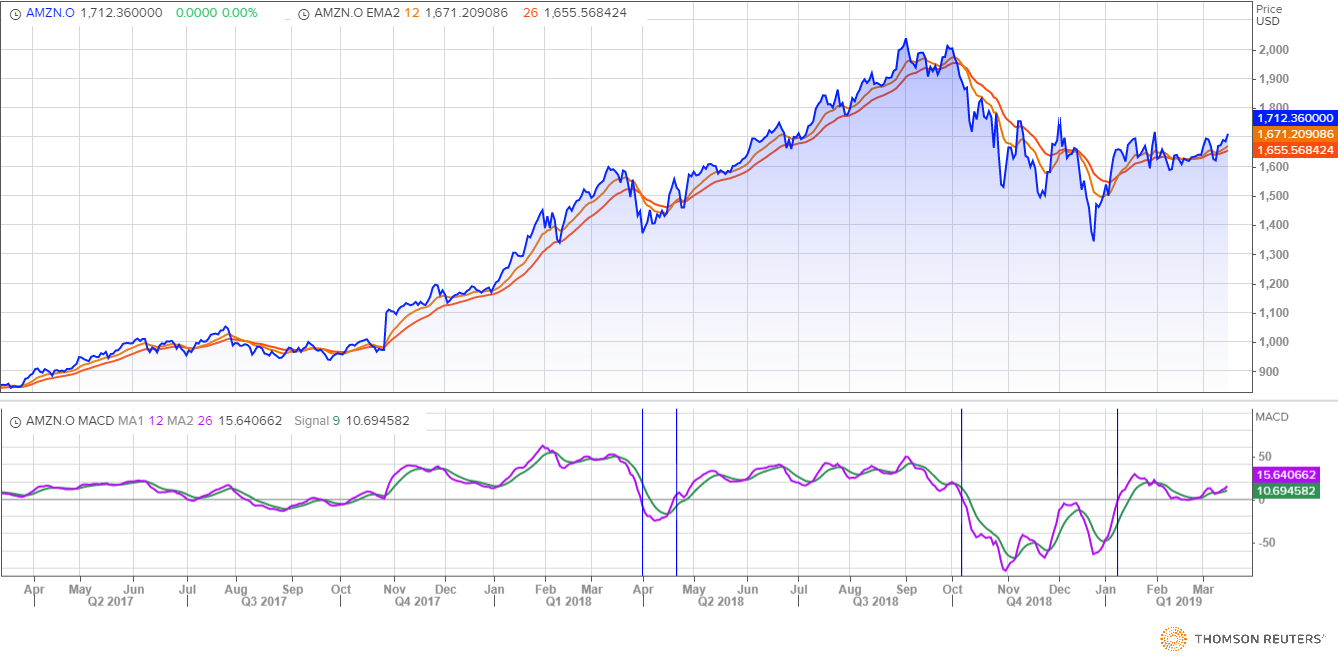 AMZN.O 1,712.360000 0.0000 0.00% AMZN.O EMA2 12 1,671.209086 26 1,655.568424
Price
USD
2,000
1,900
1,800
1,712.360000
1,671.209086
1,655.568424
1,600
1,500
1,400
1,300
1,200
1,100
1,000
900
AMZN.O MACD MA1 12 MA2 26 15.640662 Signal 9 10.694582
MACD
50
15.640662
10.694582
0
-50
Apr May Jun Jul Aug Sep Oct Nov Dec Jan Feb Mar Apr May Jun Jul Aug Sep Oct Nov Dec Jan Feb Mar
Q2 2017 Q3 2017 Q4 2017 Q1 2018 Q2 2018 Q3 2018 Q4 2018 Q1 2019
THOMSON REUTERS